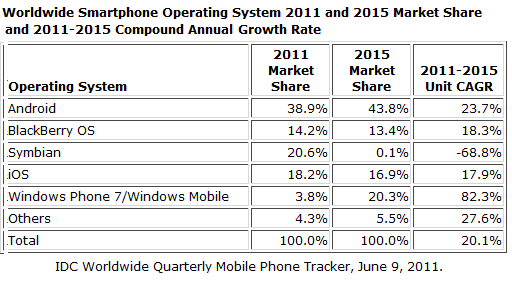 Worldwide Smartphone Operating System 2011 and 2015 Market Share
and 2011-2015 Compound Annual Growth Rate
Operating System 2011 Market Share 2015 Market Share 2011-2015 Unit CAGR
Android 38.9% 43.8% 23.7%
BlackBerry OS 14.2% 13.4% 18.3%
Symbian 20.6% 0.1% -68.8%
iOS 18.2% 16.9% 17.9%
Windows Phone 7/Windows Mobile 3.8% 20.3% 82.3%
Others 4.3% 5.5% 27.6%
Total 100.0% 100.0% 20.1%
IDC Worldwide Quarterly Mobile Phone Tracker, June 9, 2011.